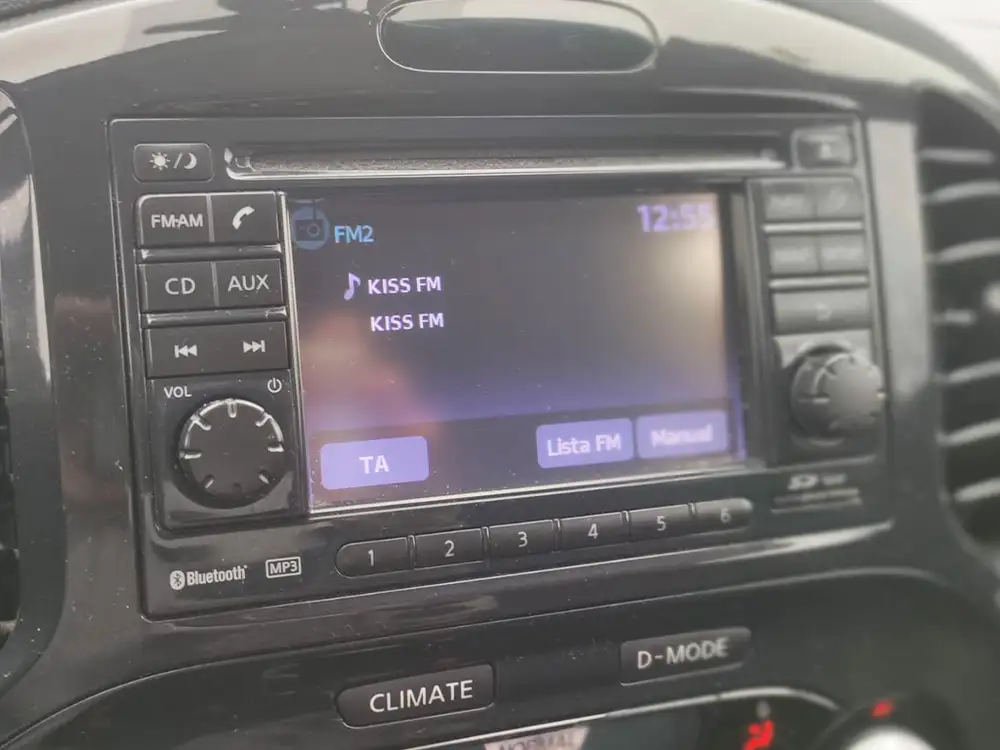 FM·AM
CD
AUX
VOL
FM2
12:55
KISS FM
KISS FM
TA
Lista FM
Manual
1 2 3 4 5 6
Bluetooth
MP3
CLIMATE
D-MODE
NORMAL